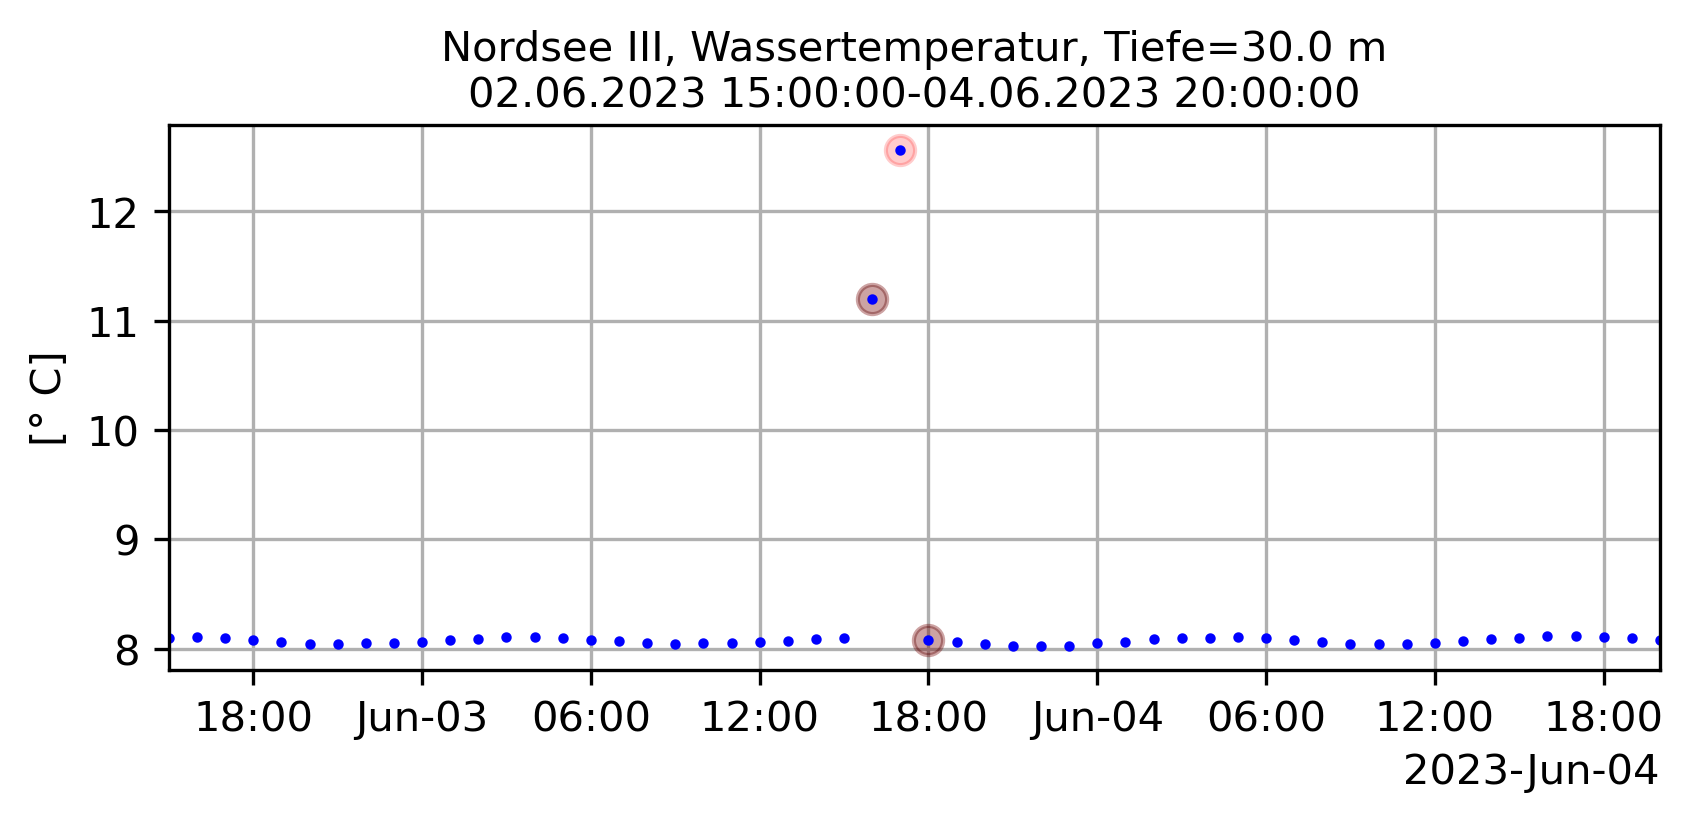 Nordsee III, Wassertemperatur, Tiefe=30.0 m
02.06.2023 15:00:00-04.06.2023 20:00:00
[° C]
12
11
10
9
8
18:00 Jun-03 06:00 12:00 18:00 Jun-04 06:00 12:00 18:00
2023-Jun-04